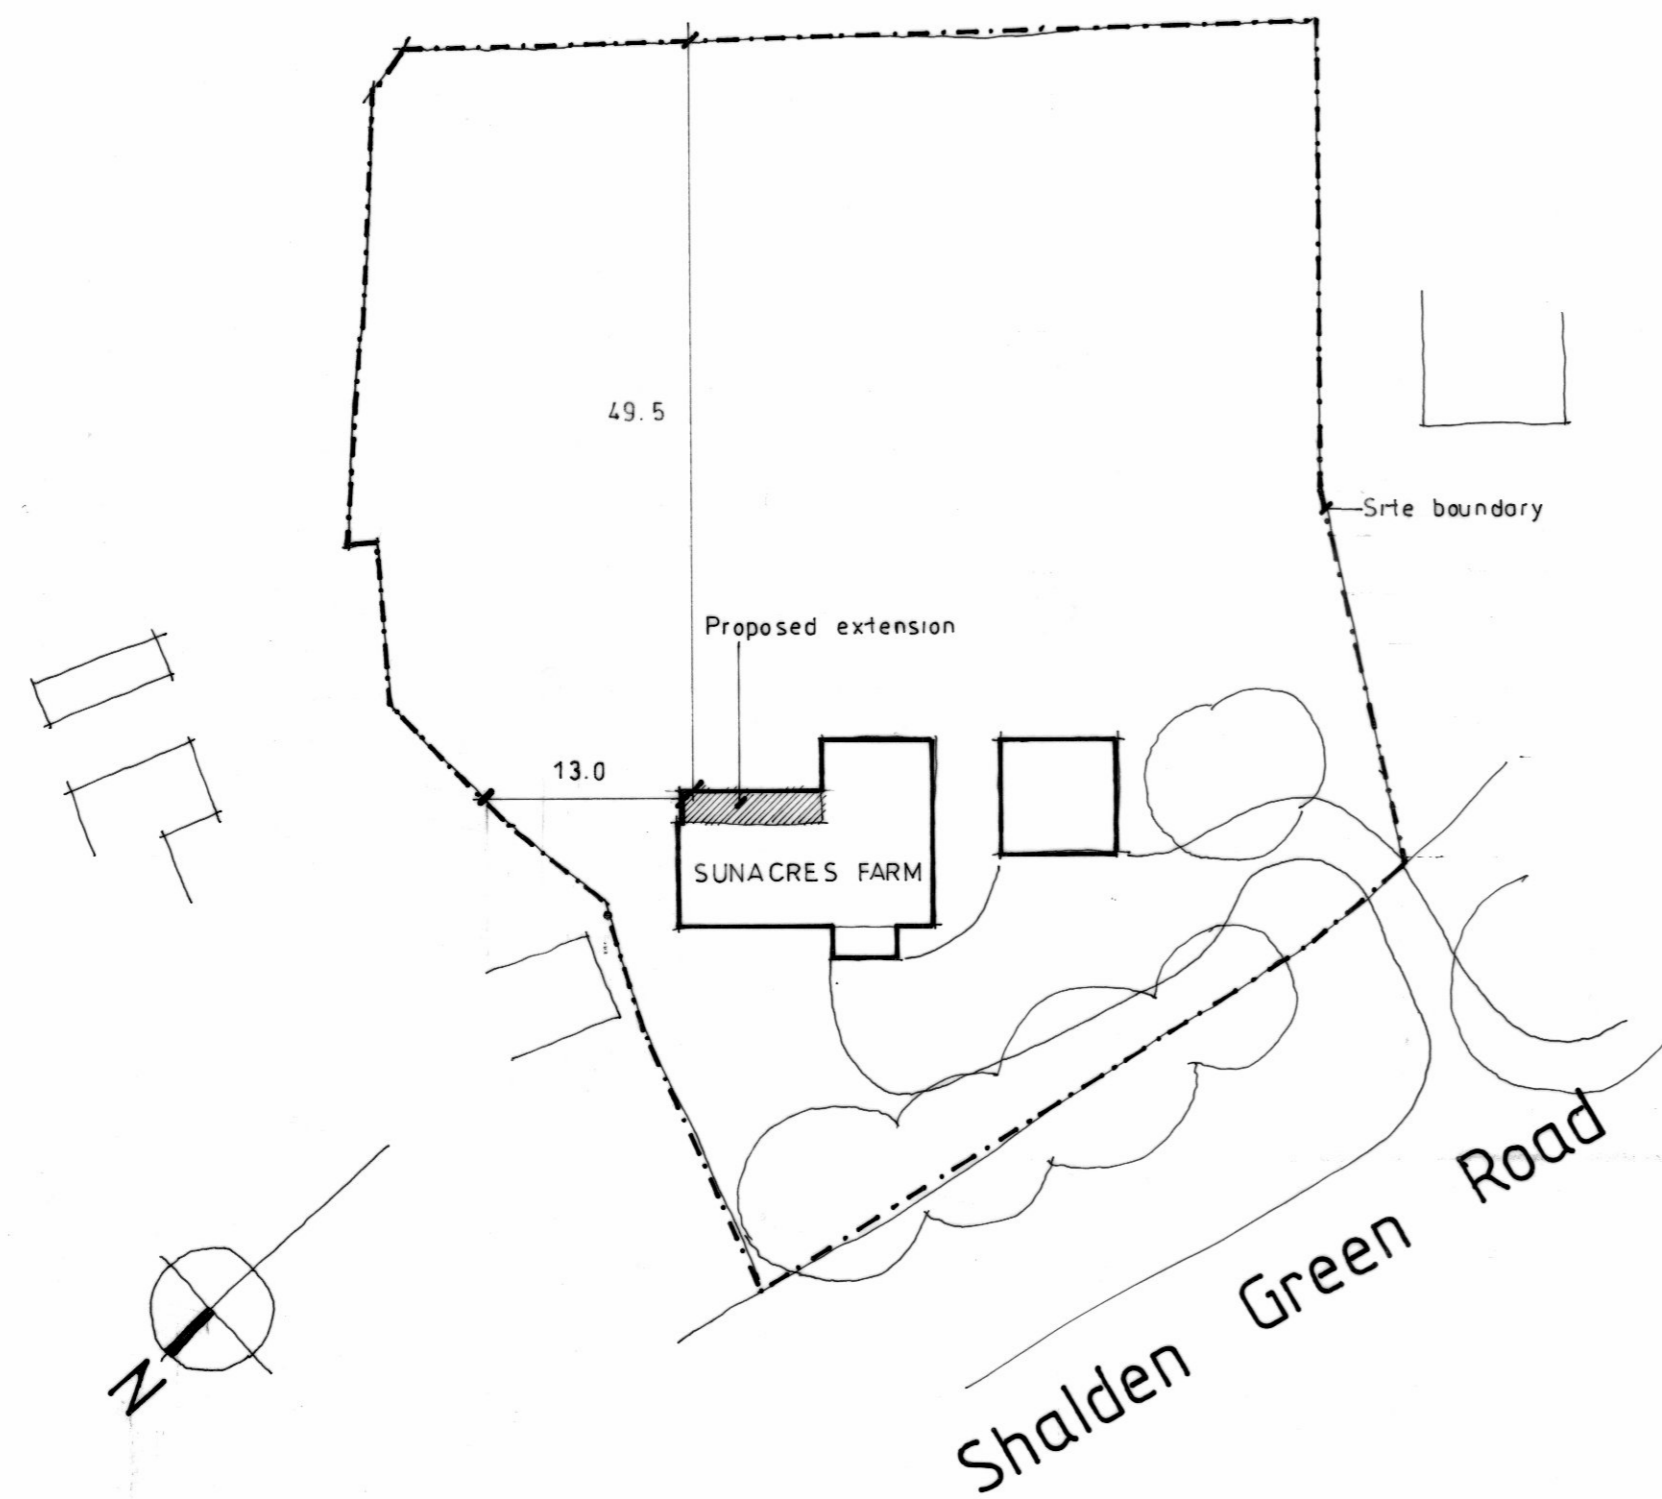 49.5
Site boundary
Proposed extension
13.0
SUNACRES FARM
N
Shalden Green Road